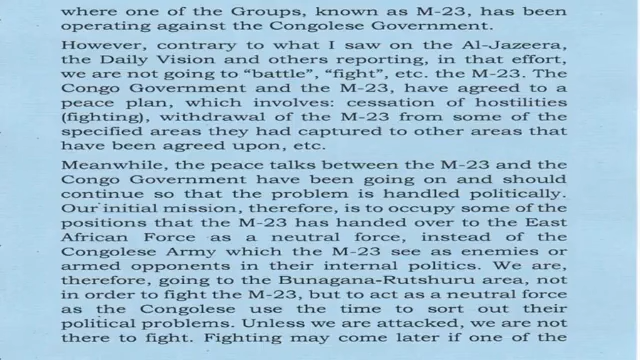 where one of the Groups, known as M-23, has been
operating against the Congolese Government.
However, contrary to what I saw on the Al-Jazeera,
the Daily Vision and others reporting, in that effort,
we are not going to “battle”, “fight”, etc. the M-23. The
Congo Government and the M-23, have agreed to a
peace plan, which involves: cessation of hostilities
(fighting), withdrawal of the M-23 from some of the
specified areas they had captured to other areas that
have been agreed upon, etc.
Meanwhile, the peace talks between the M-23 and the
Congo Government have been going on and should
continue so that the problem is handled politically.
Our initial mission, therefore, is to occupy some of the
positions that the M-23 has handed over to the East
African Force as a neutral force, instead of the
Congolese Army which the M-23 see as enemies or
armed opponents in their internal politics. We are,
therefore, going to the Bunagana-Rutshuru area, not
in order to fight the M-23, but to act as a neutral force
as the Congolese use the time to sort out their
political problems. Unless we are attacked, we are not
there to fight. Fighting may come later if one of the